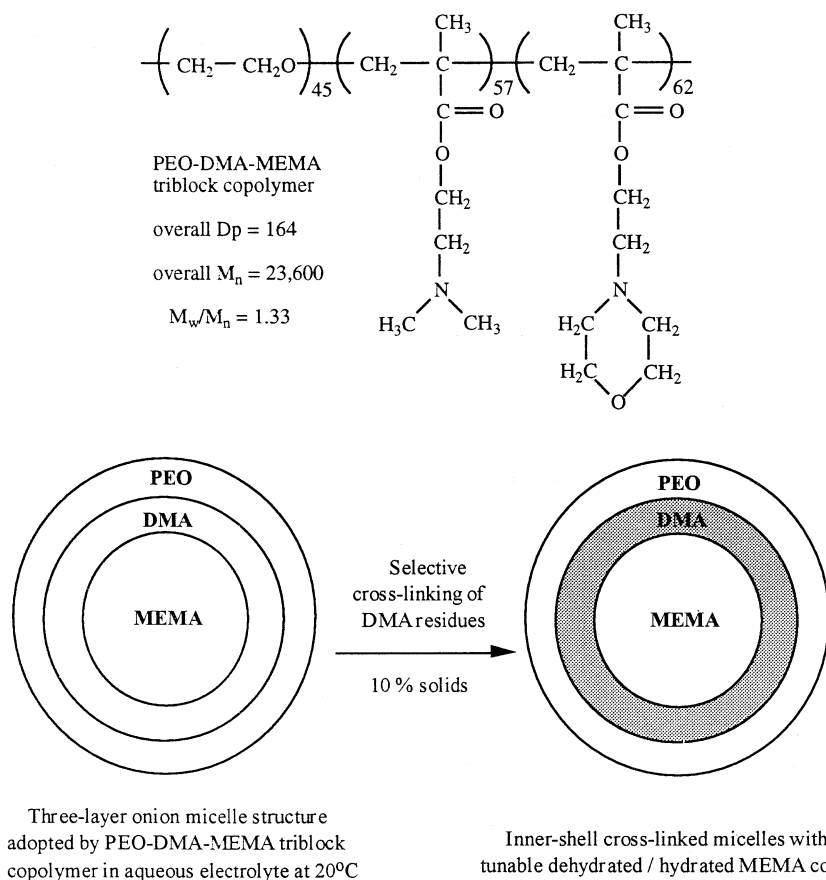 CH3 CH3
( CH2 — CH2O )45 ( CH2 — C )57 ( CH2 — C )62
C = O C = O
O O
PEO-DMA-MEMA
triblock copolymer
CH2 CH2
overall Dp = 164
CH2 CH2
overall Mn = 23,600
N N
Mw/Mn = 1.33
H3C CH3 H2C CH2
H2C CH2
O
PEO
DMA
MEMA
Selective
cross-linking of
DMA residues
10 % solids
PEO
DMA
MEMA
Three-layer onion micelle structure
adopted by PEO-DMA-MEMA triblock
copolymer in aqueous electrolyte at 20°C
Inner-shell cross-linked micelles with
tunable dehydrated / hydrated MEMA co